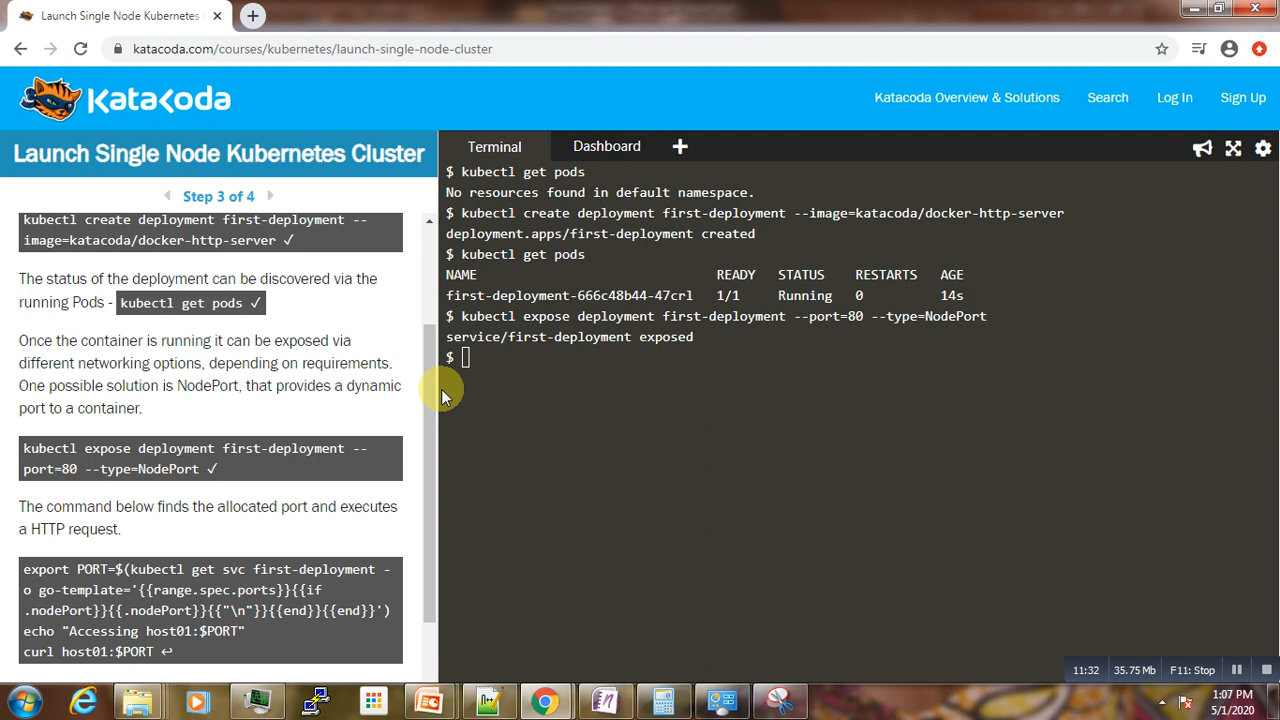 Launch Single Node Kubernetes
katacoda.com/courses/kubernetes/launch-single-node-cluster
Katacoda
Katacoda Overview & Solutions
Search
Log In
Sign Up
Launch Single Node Kubernetes Cluster
Step 3 of 4
kubectl create deployment first-deployment --
image=katacoda/docker-http-server ✓
The status of the deployment can be discovered via the
running Pods - kubectl get pods ✓
Once the container is running it can be exposed via
different networking options, depending on requirements.
One possible solution is NodePort, that provides a dynamic
port to a container.
kubectl expose deployment first-deployment --
port=80 --type=NodePort ✓
The command below finds the allocated port and executes
a HTTP request.
export PORT=$(kubectl get svc first-deployment -
o go-template='{{range.spec.ports}}{{if
.nodePort}}{{.nodePort}}{{"\n"}}{{end}}{{end}}')
echo "Accessing host01:$PORT"
curl host01:$PORT ↩
Terminal
Dashboard
$ kubectl get pods
No resources found in default namespace.
$ kubectl create deployment first-deployment --image=katacoda/docker-http-server
deployment.apps/first-deployment created
$ kubectl get pods
NAME READY STATUS RESTARTS AGE
first-deployment-666c48b44-47crl 1/1 Running 0 14s
$ kubectl expose deployment first-deployment --port=80 --type=NodePort
service/first-deployment exposed
$
11:32 35.75 Mb F11: Stop
1:07 PM
5/1/2020